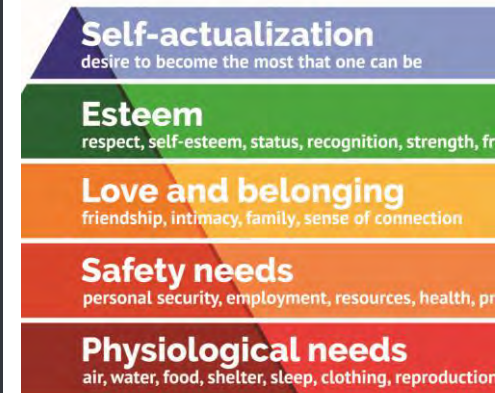 Self-actualization
desire to become the most that one can be
Esteem
respect, self-esteem, status, recognition, strength, fr
Love and belonging
friendship, intimacy, family, sense of connection
Safety needs
personal security, employment, resources, health, pr
Physiological needs
air, water, food, shelter, sleep, clothing, reproduction